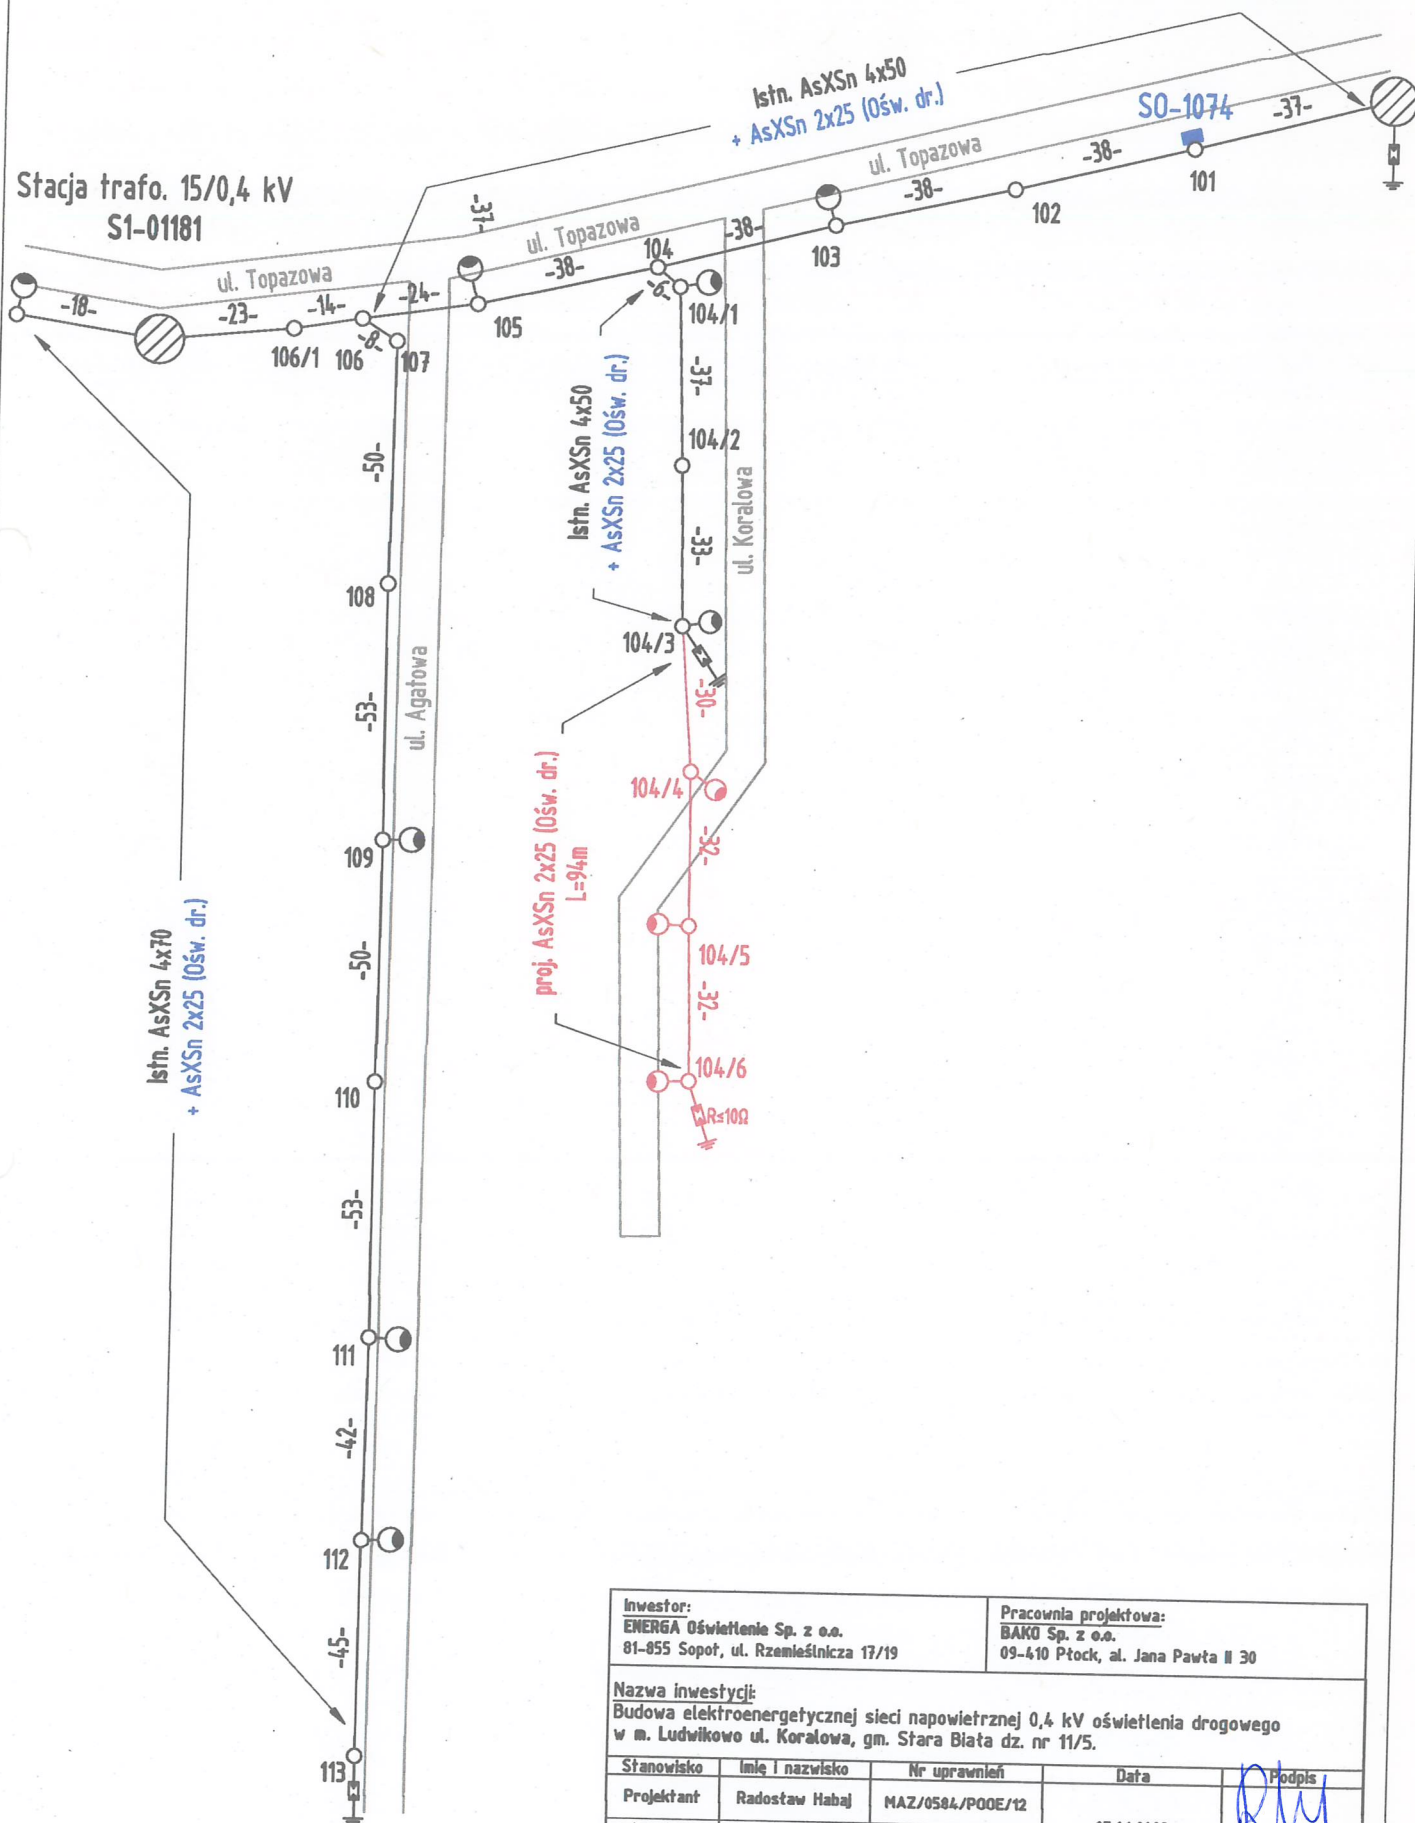 Istn. AsXSn 4x50
+ AsXSn 2x25 (Ośw. dr.)
SO-1074
-37-
101
-38-
ul. Topazowa
-38-
102
Stacja trafo. 15/0,4 kV
S1-01181
-37-
ul. Topazowa
-38-
103
104
-38-
-6-
104/1
ul. Topazowa
-18-
-23-
-14-
-24-
105
106/1
106
-8-
107
-37-
Istn. AsXSn 4x50
+ AsXSn 2x25 (Ośw. dr.)
104/2
-50-
ul. Koralowa
-33-
108
104/3
ul. Agatowa
-53-
-30-
proj. AsXSn 2x25 (Ośw. dr.)
L=94m
104/4
-32-
109
104/5
-50-
-32-
Istn. AsXSn 4x70
+ AsXSn 2x25 (Ośw. dr.)
104/6
110
R≤10Ω
-53-
111
-42-
112
-45-
113
Inwestor:
ENERGA Oświetlenie Sp. z o.o.
81-855 Sopot, ul. Rzemieślnicza 17/19
Pracownia projektowa:
BAKO Sp. z o.o.
09-410 Płock, al. Jana Pawła II 30
Nazwa inwestycji:
Budowa elektroenergetycznej sieci napowietrznej 0,4 kV oświetlenia drogowego
w m. Ludwikowo ul. Koralowa, gm. Stara Biała dz. nr 11/5.
Stanowisko Imię i nazwisko Nr uprawnień Data Podpis
Projektant Radosław Habaj MAZ/0584/POOE/12